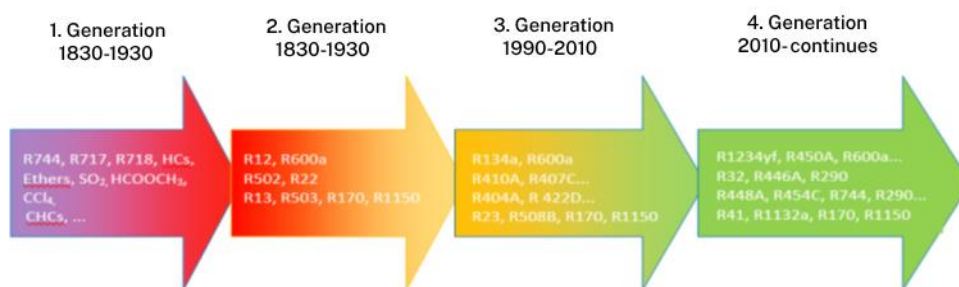 1. Generation
1830-1930
2. Generation
1830-1930
3. Generation
1990-2010
4. Generation
2010-continues
R744, R717, R718, HCs,
Ethers, SO₂, HCOOCH₃,
CCl₄,
CHCs, ...
R12, R600a
R502, R22
R13, R503, R170, R1150
R134a, R600a
R410A, R407C...
R404A, R 422D...
R23, R508B, R170, R1150
R1234yf, R450A, R600a...
R32, R446A, R290
R448A, R454C, R744, R290...
R41, R1132a, R170, R1150